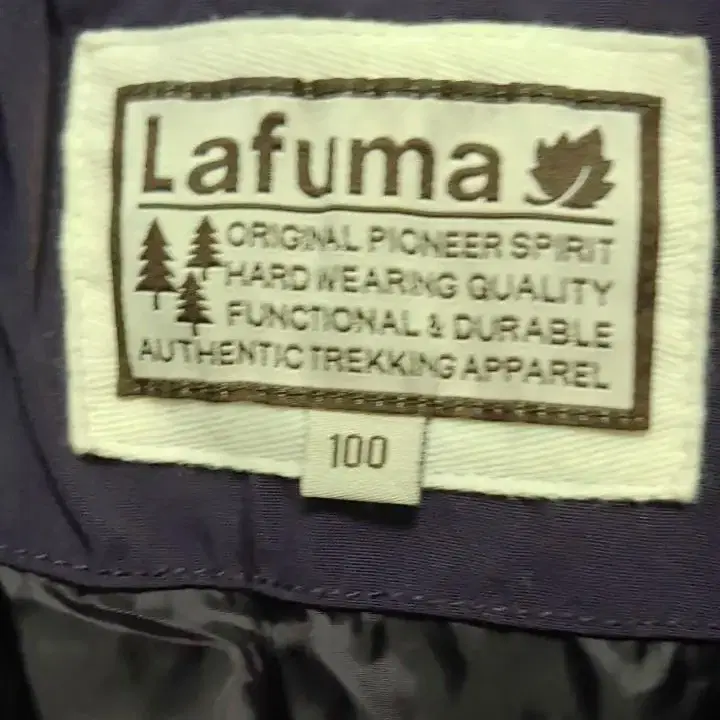 Lafuma
ORIGINAL PIONEER SPIRIT
HARD WEARING QUALITY
FUNCTIONAL & DURABLE
AUTHENTIC TREKKING APPAREL
100